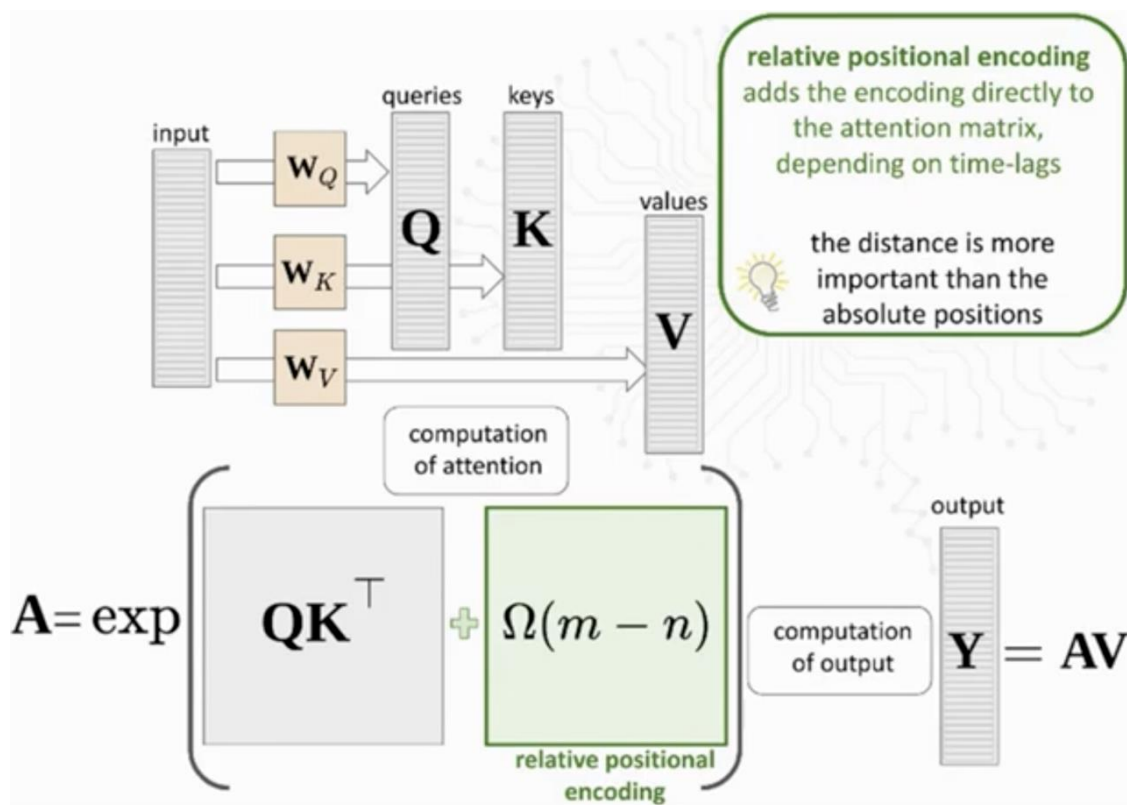 relative positional encoding
adds the encoding directly to
the attention matrix,
depending on time-lags
the distance is more
important than the
absolute positions
input
queries
keys
values
W_Q
W_K
W_V
Q
K
V
computation
of attention
A = exp ( QK^⊤ + Ω(m − n) )
relative positional
encoding
computation
of output
output
Y = AV